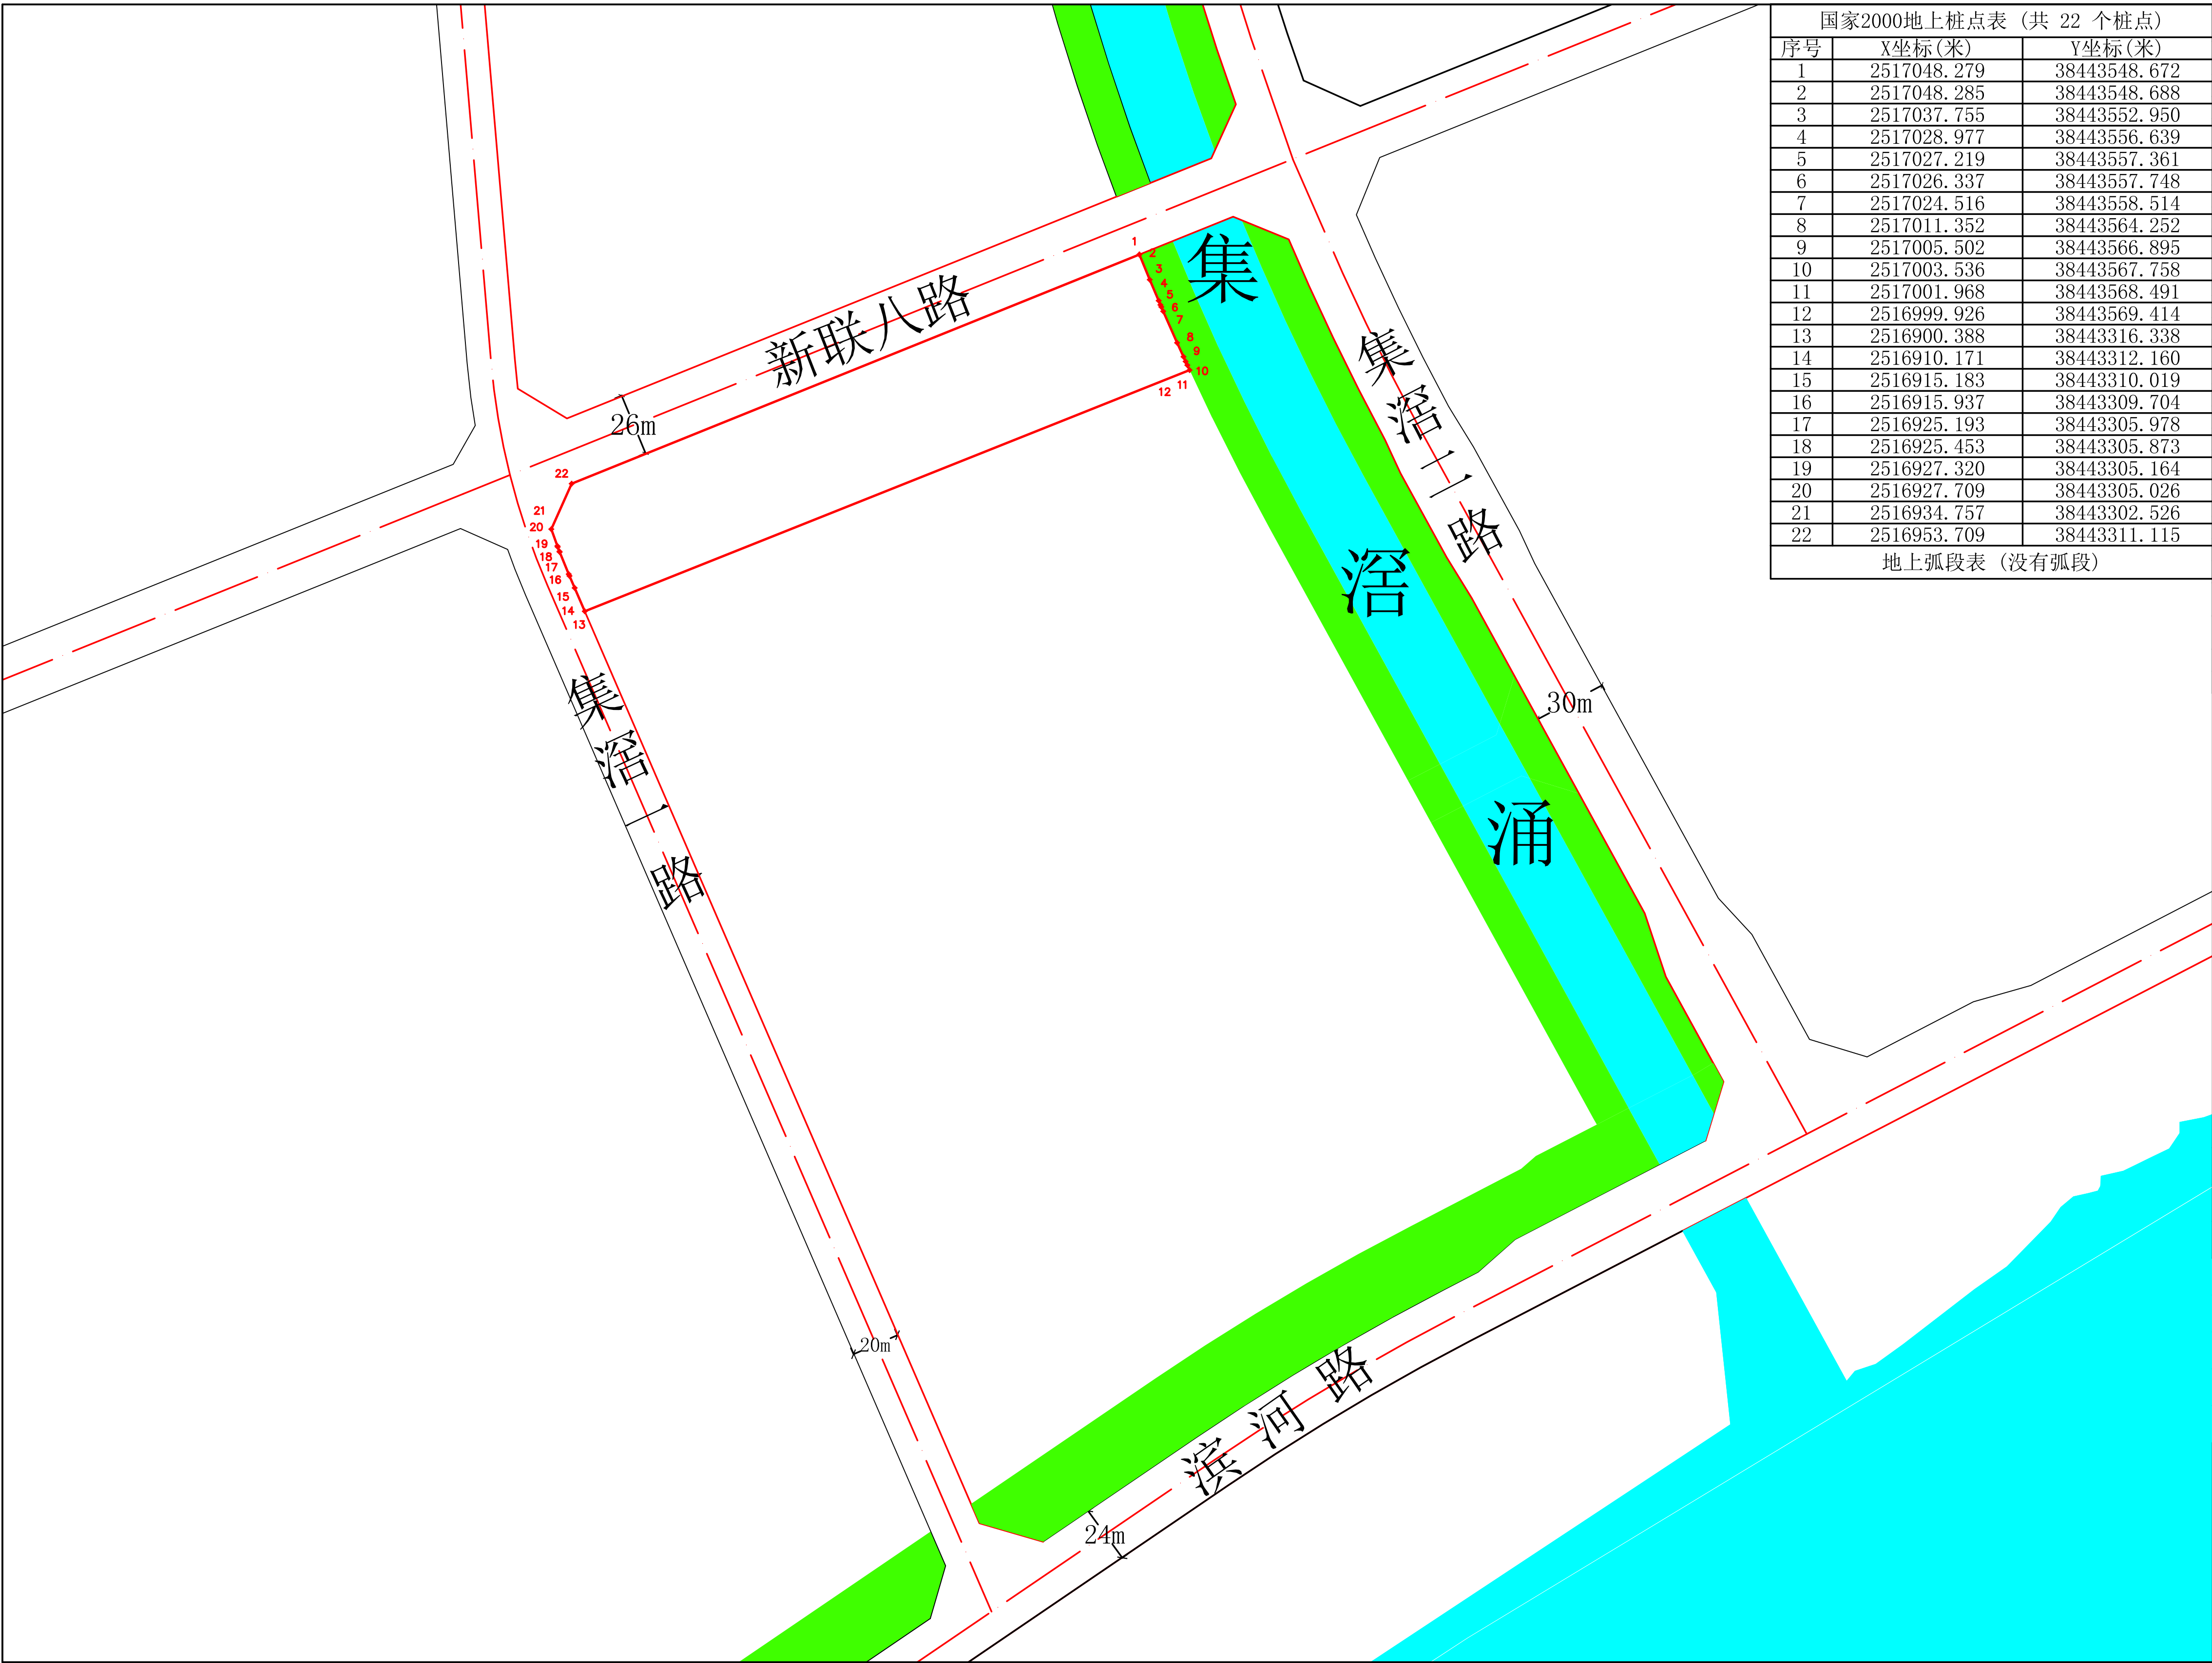 国家2000地上桩点表（共 22 个桩点）
序号 X坐标(米) Y坐标(米)
1 2517048.279 38443548.672
2 2517048.285 38443548.688
3 2517037.755 38443552.950
4 2517028.977 38443556.639
5 2517027.219 38443557.361
6 2517026.337 38443557.748
7 2517024.516 38443558.514
8 2517011.352 38443564.252
9 2517005.502 38443566.895
10 2517003.536 38443567.758
11 2517001.968 38443568.491
12 2516999.926 38443569.414
13 2516900.388 38443316.338
14 2516910.171 38443312.160
15 2516915.183 38443310.019
16 2516915.937 38443309.704
17 2516925.193 38443305.978
18 2516925.453 38443305.873
19 2516927.320 38443305.164
20 2516927.709 38443305.026
21 2516934.757 38443302.526
22 2516953.709 38443311.115
地上弧段表（没有弧段）
新联八路
26m
集滘涌
集滘二路
30m
集滘一路
20m
滨河路
24m
1
2
3
4
5
6
7
8
9
10
11
12
22
21
20
19
18
17
16
15
14
13